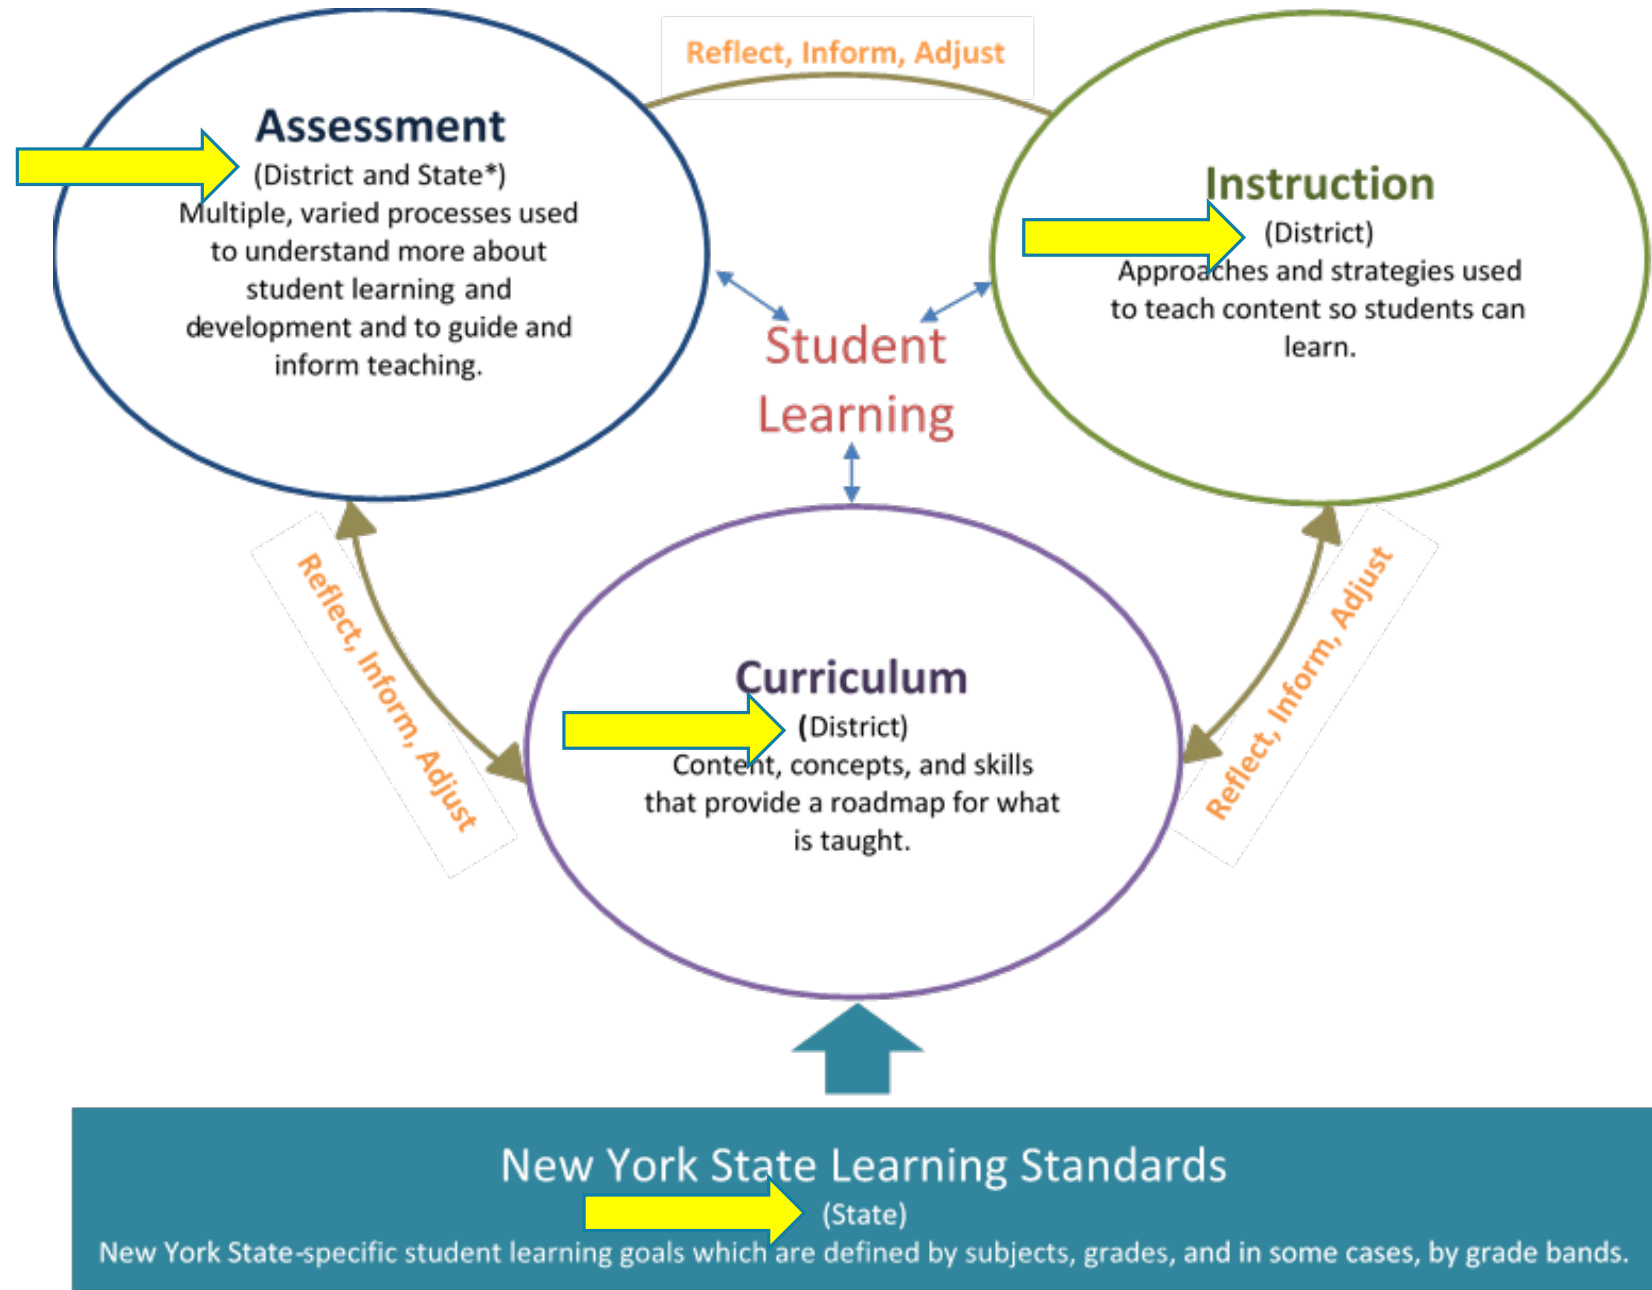 Reflect, Inform, Adjust
Assessment
(District and State*)
Multiple, varied processes used
to understand more about
student learning and
development and to guide and
inform teaching.
Instruction
(District)
Approaches and strategies used
to teach content so students can
learn.
Student
Learning
Reflect, Inform, Adjust
Reflect, Inform, Adjust
Curriculum
(District)
Content, concepts, and skills
that provide a roadmap for what
is taught.
New York State Learning Standards
(State)
New York State-specific student learning goals which are defined by subjects, grades, and in some cases, by grade bands.